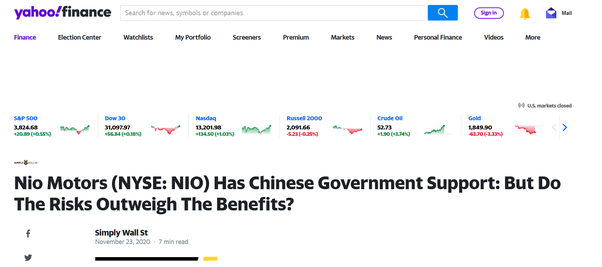 yahoo!finance
Search for news, symbols or companies
Sign in
Mail
Finance Election Center Watchlists My Portfolio Screeners Premium Markets News Personal Finance Videos More
U.S. markets closed
S&P 500 Dow 30 Nasdaq Russell 2000 Crude Oil Gold
3,824.68 31,097.97 13,201.98 2,091.66 52.73 1,849.90
+20.89 (+0.55%) +56.84 (+0.18%) +134.50 (+1.03%) -5.23 (-0.25%) +1.90 (+3.74%) -63.70 (-3.33%)
Nio Motors (NYSE: NIO) Has Chinese Government Support: But Do
The Risks Outweigh The Benefits?
Simply Wall St
November 23, 2020 · 7 min read